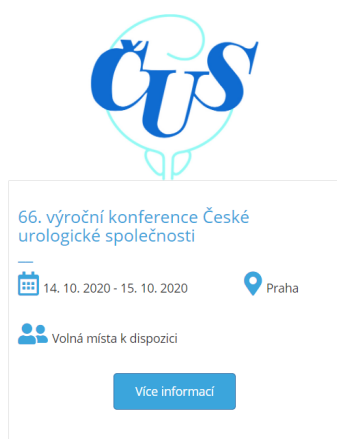 ČUS
66. výroční konference České
urologické společnosti
14. 10. 2020 - 15. 10. 2020
Praha
Volná místa k dispozici
Více informací